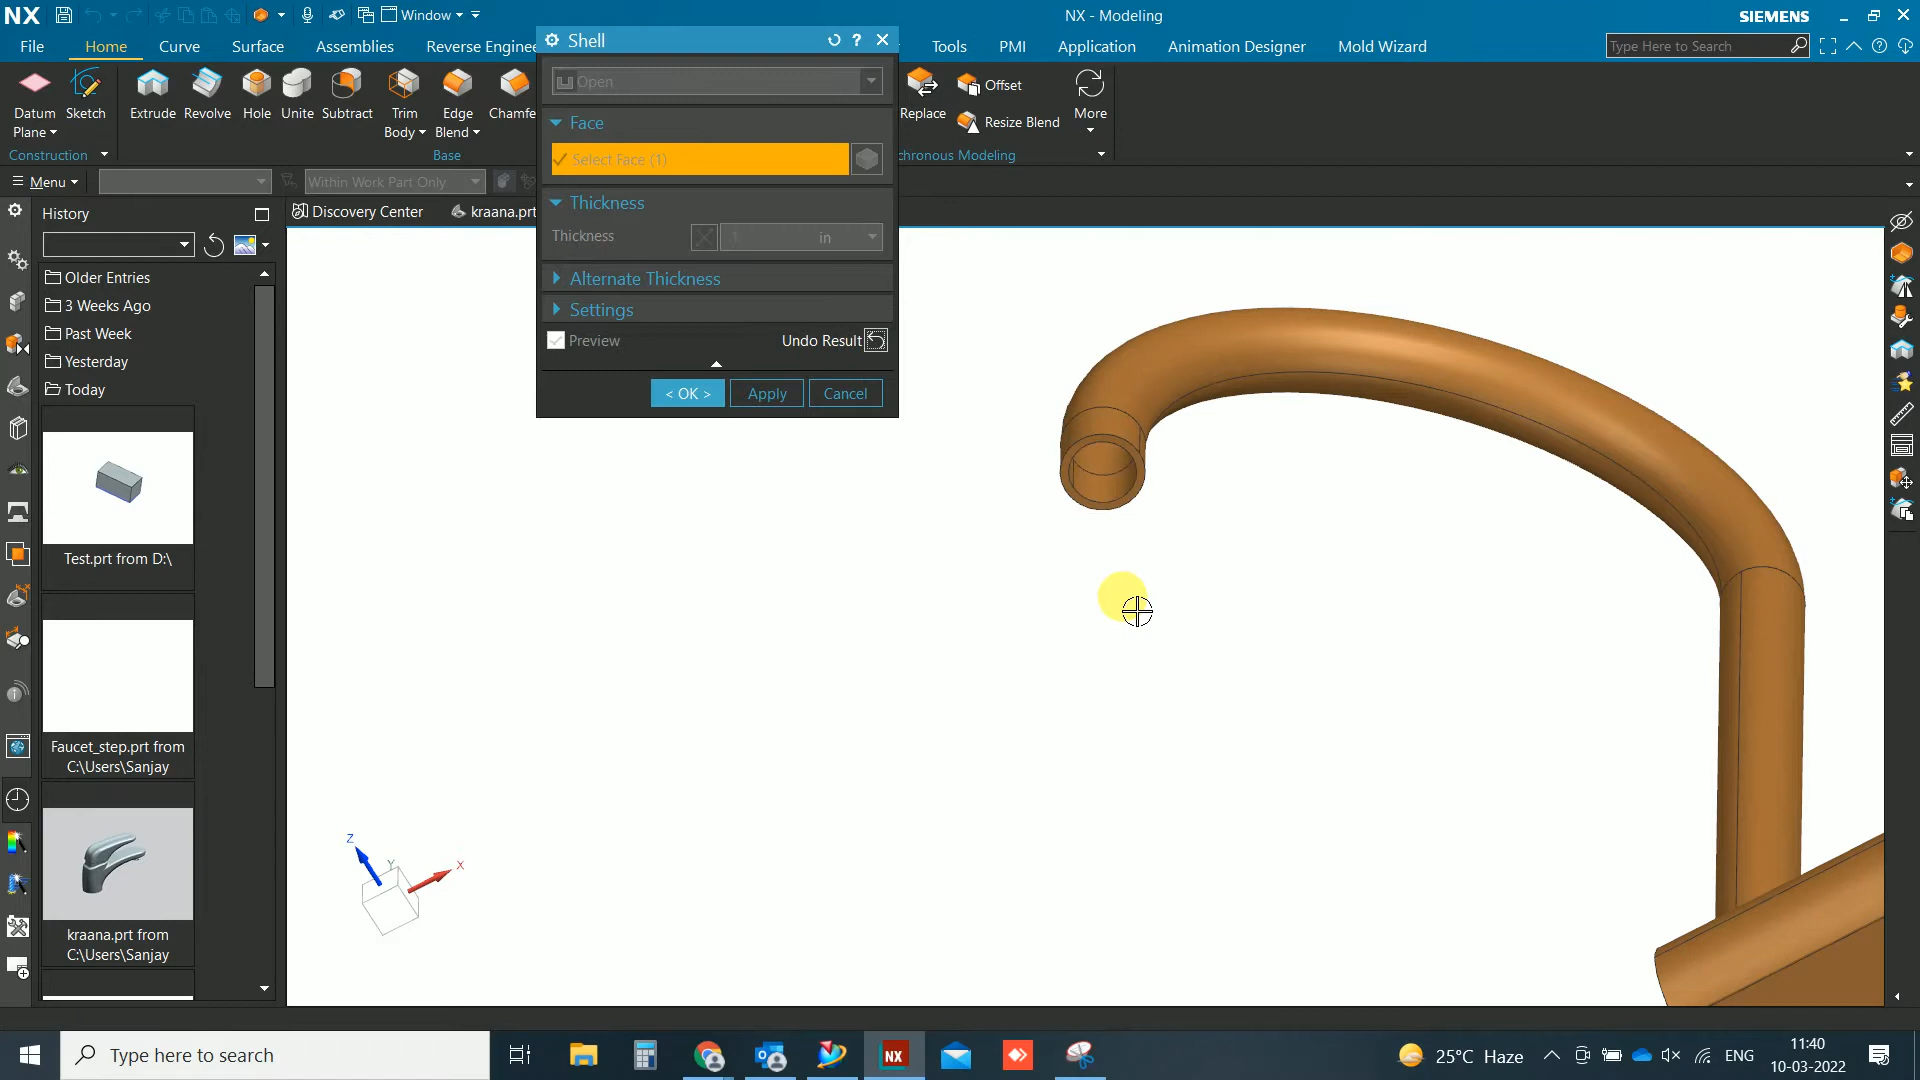 NX
Window
NX - Modeling
SIEMENS
File
Home
Curve
Surface
Assemblies
Reverse Enginee
Tools
PMI
Application
Animation Designer
Mold Wizard
Type Here to Search
Datum
Plane
Sketch
Extrude
Revolve
Hole
Unite
Subtract
Trim
Body
Edge
Blend
Chamfe
Replace
Offset
Resize Blend
More
Construction
Base
chronous Modeling
Menu
Within Work Part Only
Shell
Open
Face
Select Face (1)
Thickness
Thickness
in
Alternate Thickness
Settings
Preview
Undo Result
< OK >
Apply
Cancel
Discovery Center
kraana.prt
History
Older Entries
3 Weeks Ago
Past Week
Yesterday
Today
Test.prt from D:\
Faucet_step.prt from
C:\Users\Sanjay
kraana.prt from
C:\Users\Sanjay
Z
Y
X
Type here to search
NX
25°C Haze
ENG
11:40
10-03-2022